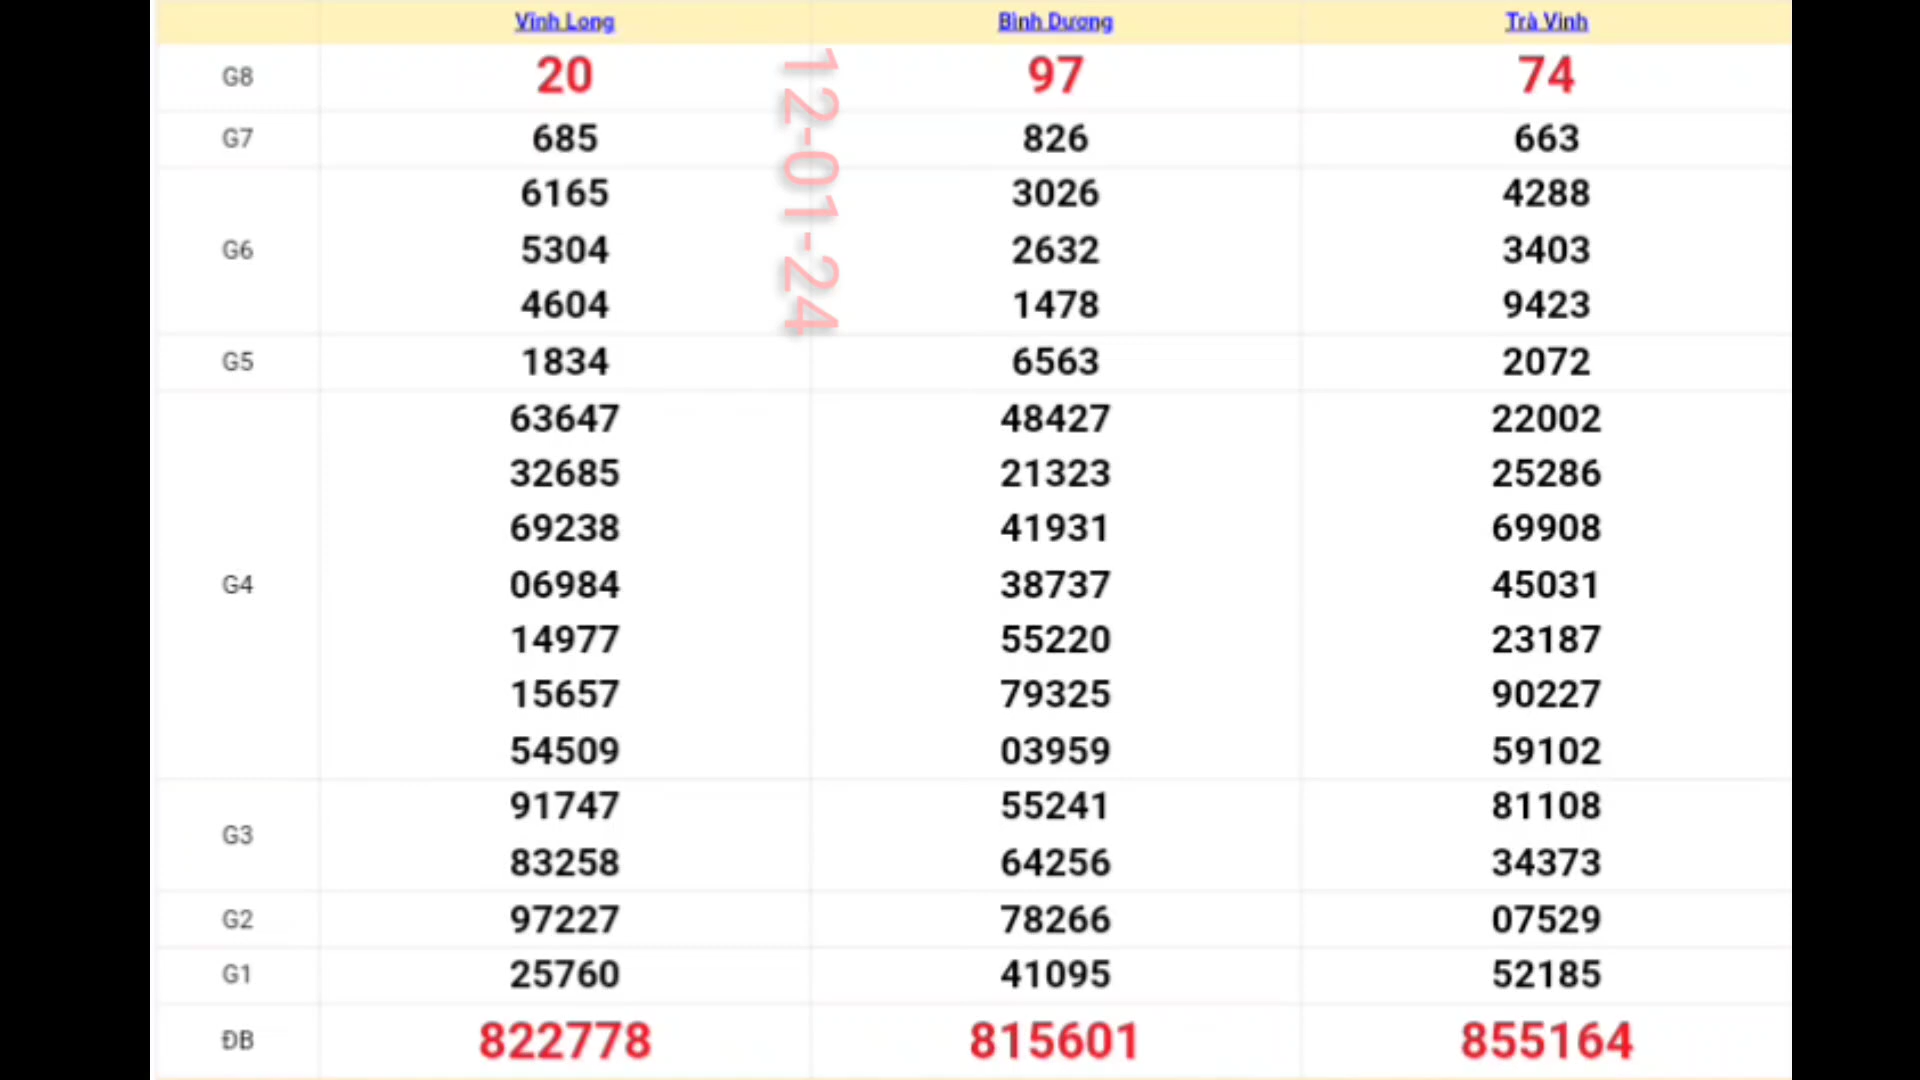 Vĩnh Long Bình Dương Trà Vinh
G8 20 97 74
G7 685 826 663
6165 3026 4288
G6 5304 2632 3403
4604 1478 9423
G5 1834 6563 2072
63647 48427 22002
32685 21323 25286
69238 41931 69908
G4 06984 38737 45031
14977 55220 23187
15657 79325 90227
54509 03959 59102
G3 91747 55241 81108
83258 64256 34373
G2 97227 78266 07529
G1 25760 41095 52185
ĐB 822778 815601 855164
12-01-24